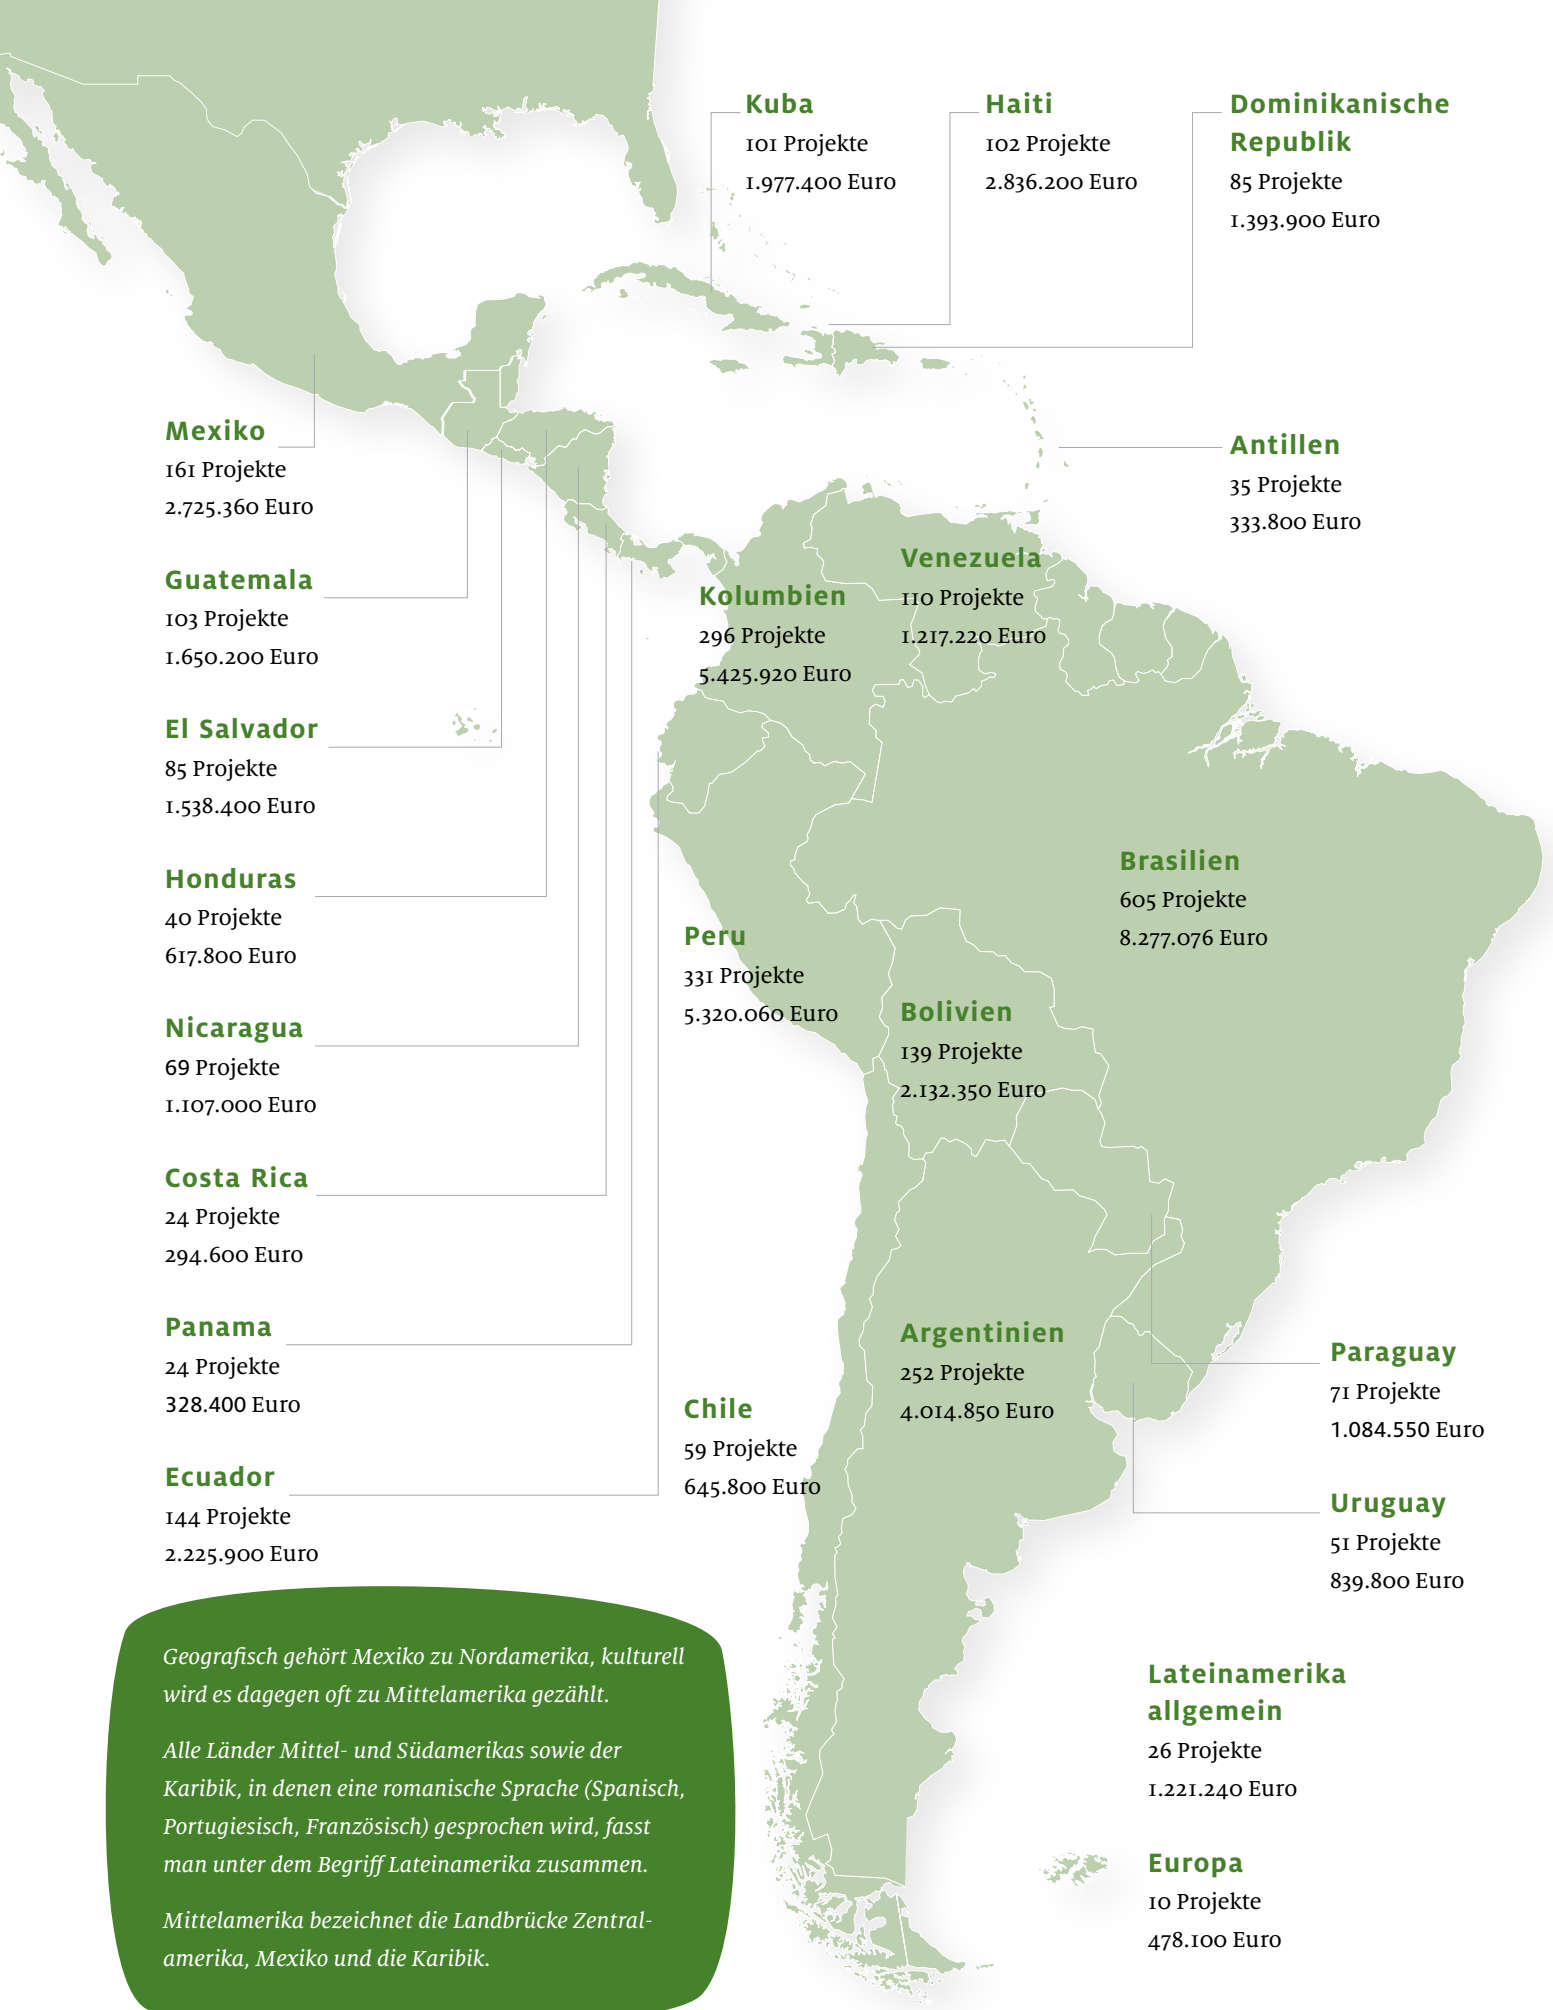 Kuba
101 Projekte
1.977.400 Euro
Haiti
102 Projekte
2.836.200 Euro
Dominikanische
Republik
85 Projekte
1.393.900 Euro
Mexiko
161 Projekte
2.725.360 Euro
Antillen
35 Projekte
333.800 Euro
Guatemala
103 Projekte
1.650.200 Euro
Kolumbien
296 Projekte
5.425.920 Euro
Venezuela
110 Projekte
1.217.220 Euro
El Salvador
85 Projekte
1.538.400 Euro
Honduras
40 Projekte
617.800 Euro
Brasilien
605 Projekte
8.277.076 Euro
Peru
331 Projekte
5.320.060 Euro
Bolivien
139 Projekte
2.132.350 Euro
Nicaragua
69 Projekte
1.107.000 Euro
Costa Rica
24 Projekte
294.600 Euro
Panama
24 Projekte
328.400 Euro
Argentinien
252 Projekte
4.014.850 Euro
Paraguay
71 Projekte
1.084.550 Euro
Chile
59 Projekte
645.800 Euro
Ecuador
144 Projekte
2.225.900 Euro
Uruguay
51 Projekte
839.800 Euro
Lateinamerika
allgemein
26 Projekte
1.221.240 Euro
Europa
10 Projekte
478.100 Euro
Geografisch gehört Mexiko zu Nordamerika, kulturell
wird es dagegen oft zu Mittelamerika gezählt.
Alle Länder Mittel- und Südamerikas sowie der
Karibik, in denen eine romanische Sprache (Spanisch,
Portugiesisch, Französisch) gesprochen wird, fasst
man unter dem Begriff Lateinamerika zusammen.
Mittelamerika bezeichnet die Landbrücke Zentral-
amerika, Mexiko und die Karibik.